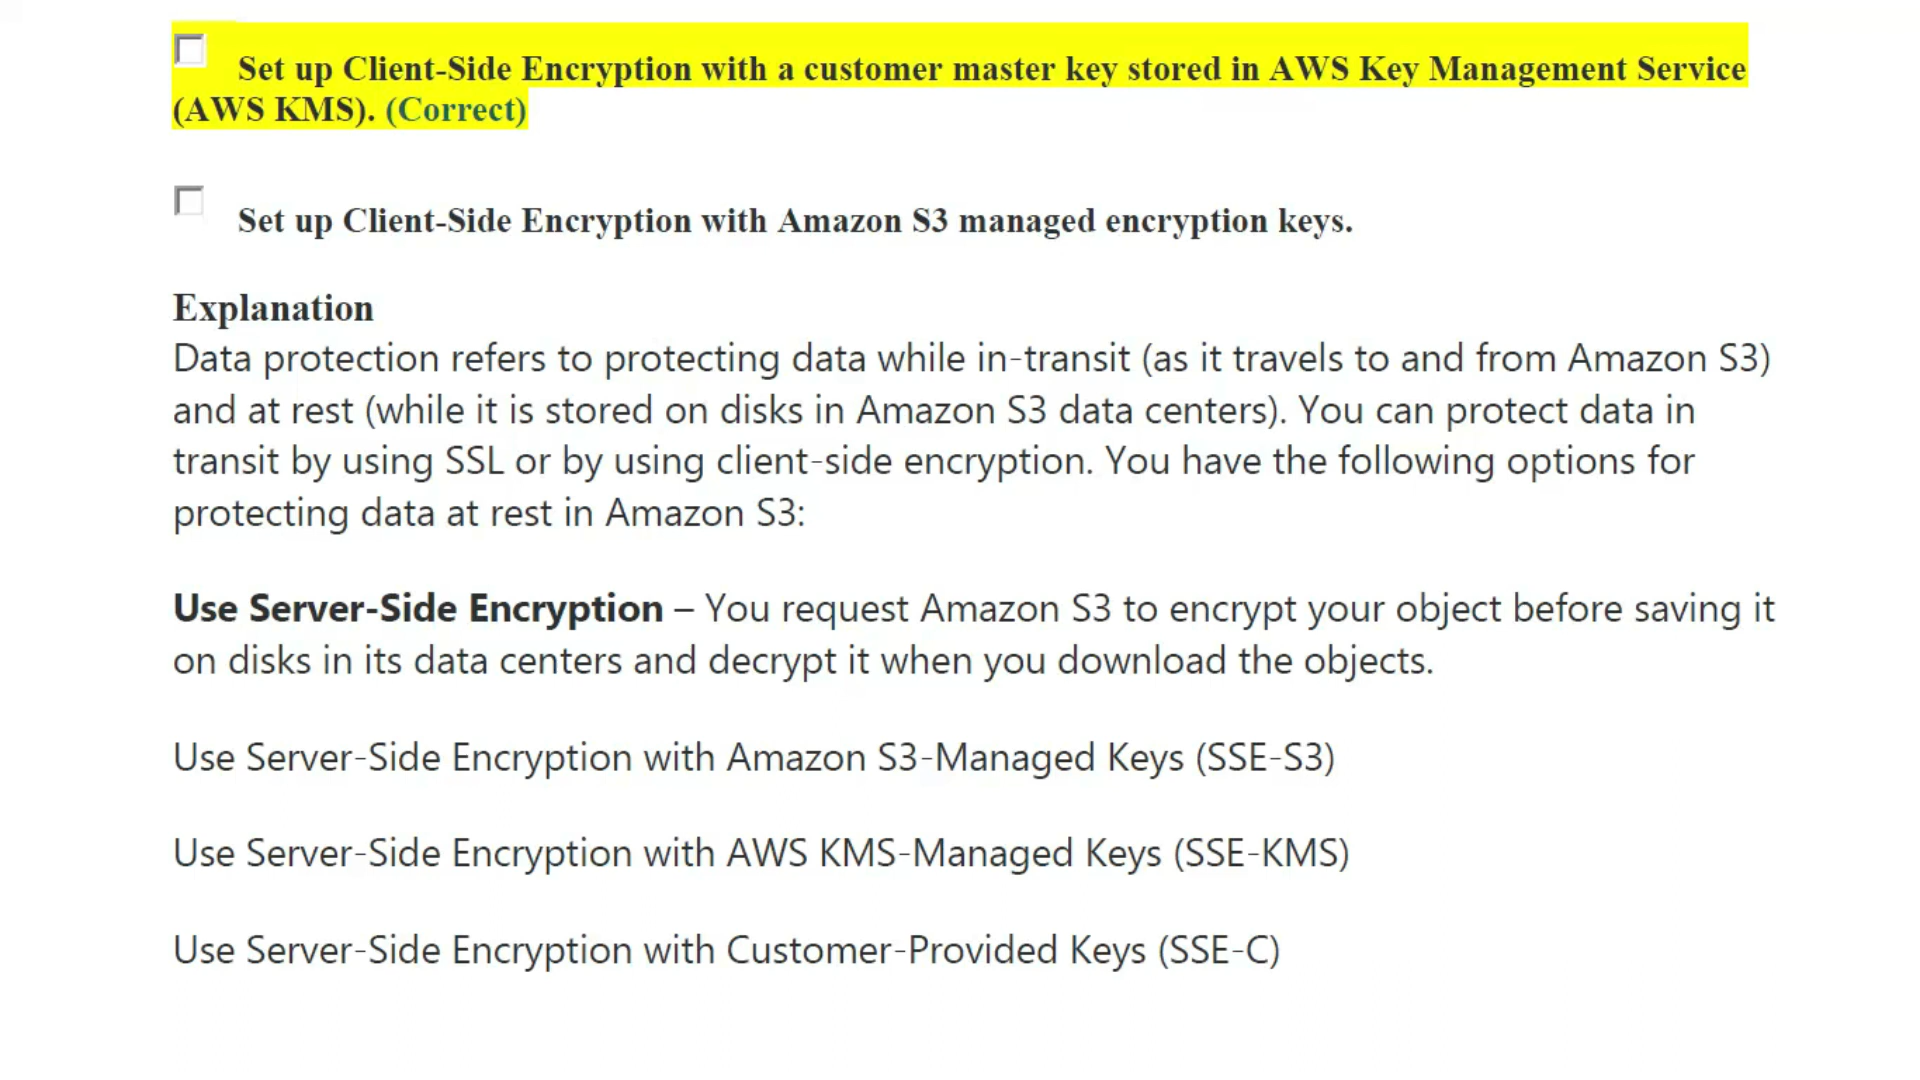 Set up Client-Side Encryption with a customer master key stored in AWS Key Management Service
(AWS KMS). (Correct)
Set up Client-Side Encryption with Amazon S3 managed encryption keys.
Explanation
Data protection refers to protecting data while in-transit (as it travels to and from Amazon S3)
and at rest (while it is stored on disks in Amazon S3 data centers). You can protect data in
transit by using SSL or by using client-side encryption. You have the following options for
protecting data at rest in Amazon S3:
Use Server-Side Encryption – You request Amazon S3 to encrypt your object before saving it
on disks in its data centers and decrypt it when you download the objects.
Use Server-Side Encryption with Amazon S3-Managed Keys (SSE-S3)
Use Server-Side Encryption with AWS KMS-Managed Keys (SSE-KMS)
Use Server-Side Encryption with Customer-Provided Keys (SSE-C)